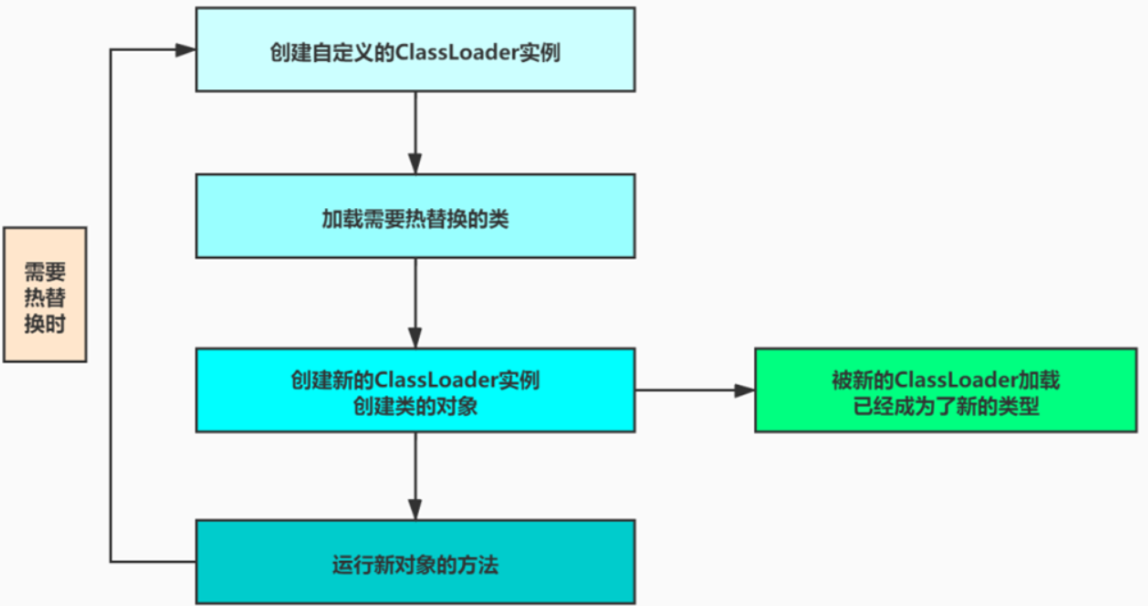 创建自定义的ClassLoader实例
加载需要热替换的类
需要
热替
换时
创建新的ClassLoader实例
创建类的对象
被新的ClassLoader加载
已经成为了新的类型
运行新对象的方法